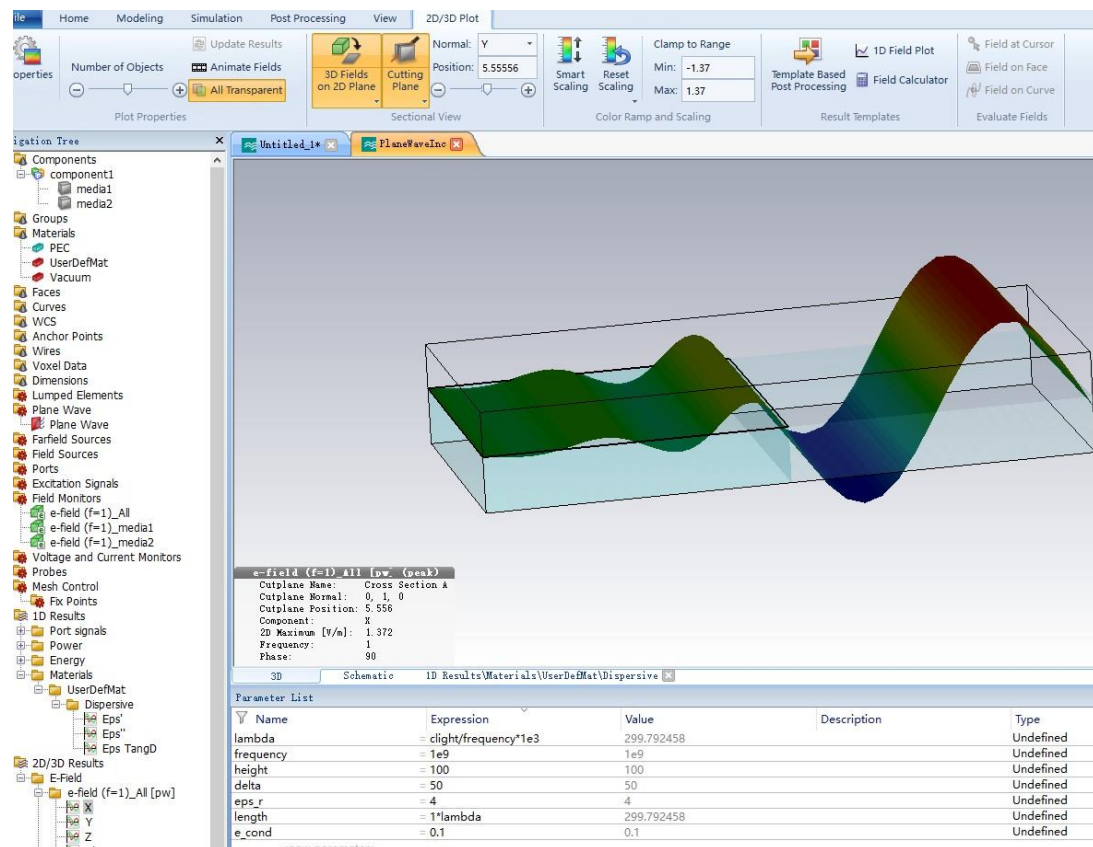 ile Home Modeling Simulation Post Processing View 2D/3D Plot
Update Results
Number of Objects
Animate Fields
operties
All Transparent
Plot Properties
3D Fields on 2D Plane
Cutting Plane
Normal: Y
Position: 5.55556
Sectional View
Smart Scaling
Reset Scaling
Clamp to Range
Min: -1.37
Max: 1.37
Color Ramp and Scaling
Template Based Post Processing
1D Field Plot
Field Calculator
Result Templates
Field at Cursor
Field on Face
Field on Curve
Evaluate Fields
igation Tree
Components
component1
media1
media2
Groups
Materials
PEC
UserDefMat
Vacuum
Faces
Curves
WCS
Anchor Points
Wires
Voxel Data
Dimensions
Lumped Elements
Plane Wave
Plane Wave
Farfield Sources
Field Sources
Ports
Excitation Signals
Field Monitors
e-field (f=1)_All
e-field (f=1)_media1
e-field (f=1)_media2
Voltage and Current Monitors
Probes
Mesh Control
Fix Points
1D Results
Port signals
Power
Energy
Materials
UserDefMat
Dispersive
Eps'
Eps''
Eps TangD
2D/3D Results
E-Field
e-field (f=1)_All [pw]
X
Y
Z
Untitled_1* PlaneWaveInc
e-field (f=1)_All [pw] (peak)
Cutplane Name: Cross Section A
Cutplane Normal: 0, 1, 0
Cutplane Position: 5.556
Component: X
2D Maximum [V/m]: 1.372
Frequency: 1
Phase: 90
3D Schematic 1D Results\Materials\UserDefMat\Dispersive
Parameter List
Name Expression Value Description Type
lambda = clight/frequency*1e3 299.792458 Undefined
frequency = 1e9 1e9 Undefined
height = 100 100 Undefined
delta = 50 50 Undefined
eps_r = 4 4 Undefined
length = 1*lambda 299.792458 Undefined
e_cond = 0.1 0.1 Undefined